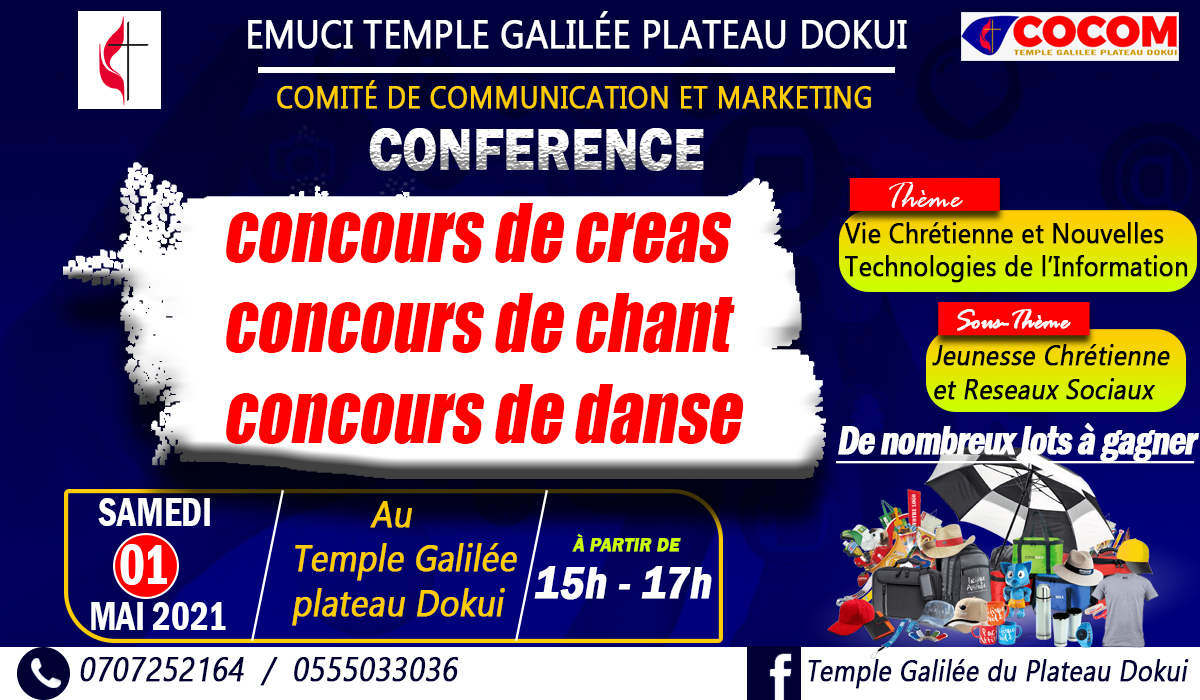 EMUCI TEMPLE GALILÉE PLATEAU DOKUI
COCOM
TEMPLE GALILEE PLATEAU DOKUI
COMITÉ DE COMMUNICATION ET MARKETING
CONFERENCE
concours de creas
concours de chant
concours de danse
Thème
Vie Chrétienne et Nouvelles
Technologies de l'Information
Sous-Thème
Jeunesse Chrétienne
et Reseaux Sociaux
De nombreux lots à gagner
SAMEDI
01
MAI 2021
Au
Temple Galilée
plateau Dokui
À PARTIR DE
15h - 17h
0707252164 / 0555033036
Temple Galilée du Plateau Dokui